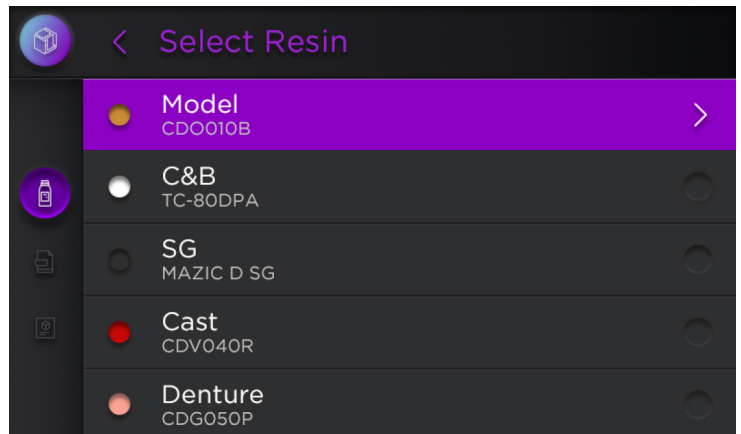 Select Resin
Model
CDO010B
C&B
TC-80DPA
SG
MAZIC D SG
Cast
CDV040R
Denture
CDG050P